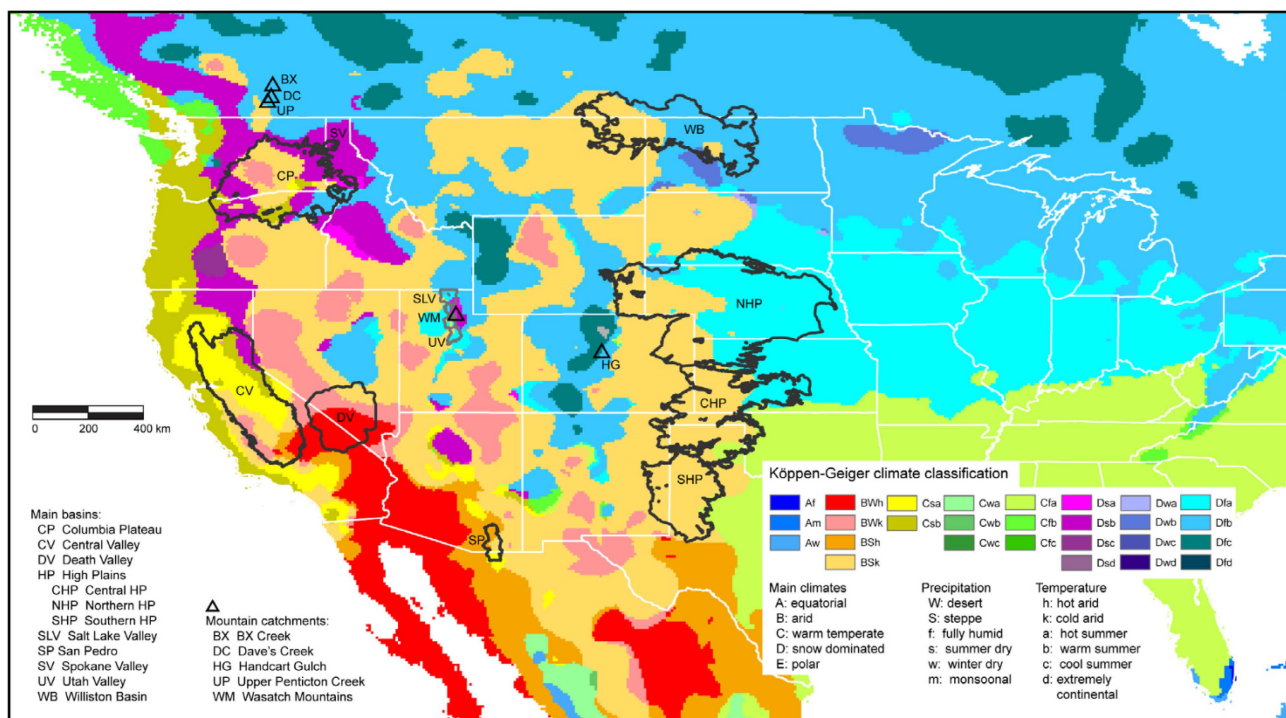 BX
DC
UP
SV
WB
CP
SLV
WM
UV
NHP
HG
CV
DV
CHP
SHP
SP
0 200 400 km
Main basins:
CP Columbia Plateau
CV Central Valley
DV Death Valley
HP High Plains
CHP Central HP
NHP Northern HP
SHP Southern HP
SLV Salt Lake Valley
SP San Pedro
SV Spokane Valley
UV Utah Valley
WB Williston Basin
Mountain catchments:
BX BX Creek
DC Dave's Creek
HG Handcart Gulch
UP Upper Penticton Creek
WM Wasatch Mountains
Köppen-Geiger climate classification
Af BWh Csa Cwa Cfa Dsa Dwa Dfa
Am BWk Csb Cwb Cfb Dsb Dwb Dfb
Aw BSh Cwc Cfc Dsc Dwc Dfc
BSk Dsd Dwd Dfd
Main climates
A: equatorial
B: arid
C: warm temperate
D: snow dominated
E: polar
Precipitation
W: desert
S: steppe
f: fully humid
s: summer dry
w: winter dry
m: monsoonal
Temperature
h: hot arid
k: cold arid
a: hot summer
b: warm summer
c: cool summer
d: extremely
continental